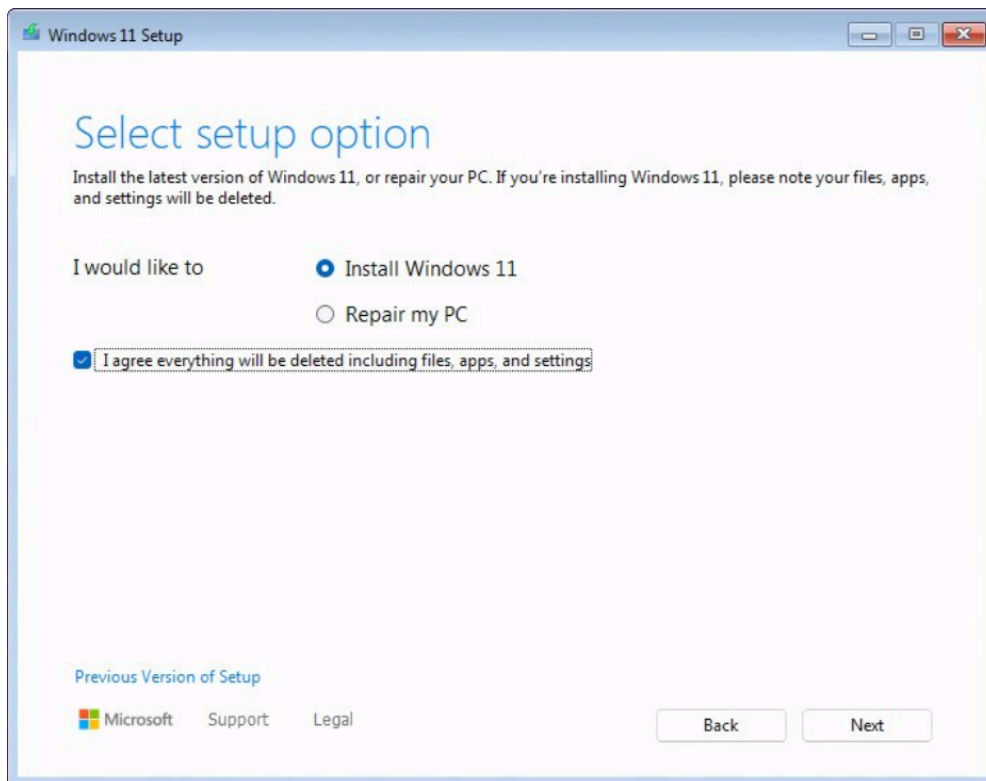 Windows 11 Setup
Select setup option
Install the latest version of Windows 11, or repair your PC. If you're installing Windows 11, please note your files, apps,
and settings will be deleted.
I would like to
Install Windows 11
Repair my PC
I agree everything will be deleted including files, apps, and settings
Previous Version of Setup
Microsoft Support Legal
Back Next